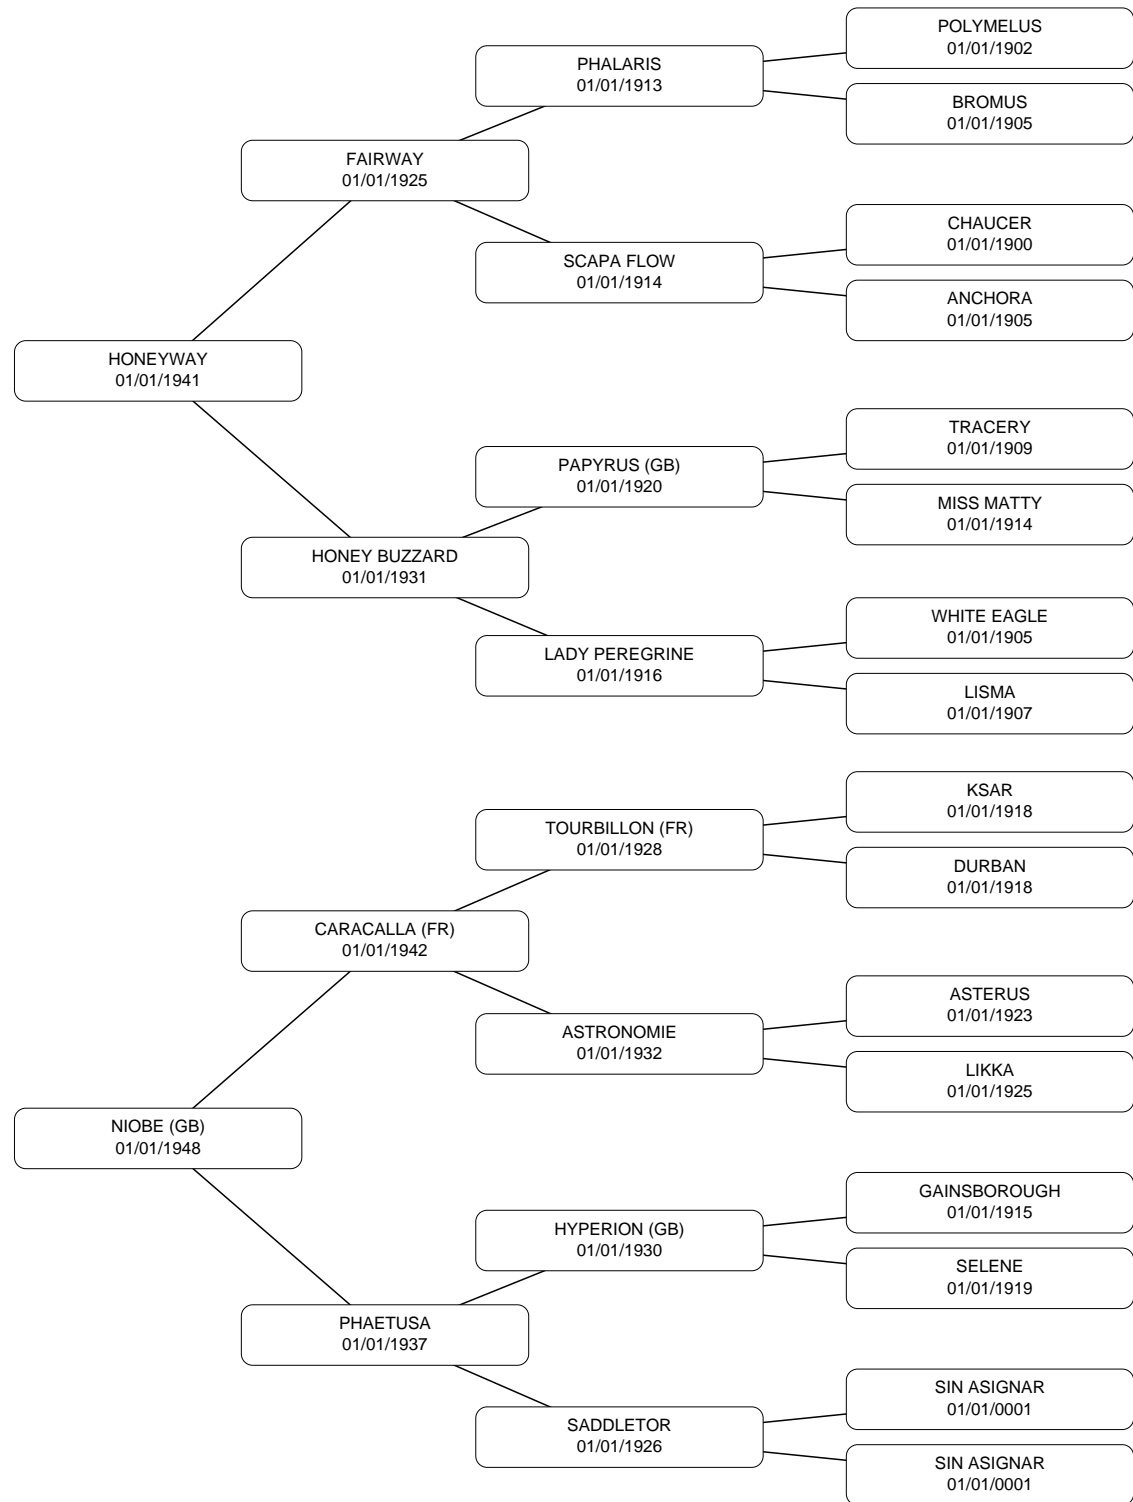 POLYMELUS
01/01/1902
PHALARIS
01/01/1913
BROMUS
01/01/1905
FAIRWAY
01/01/1925
CHAUCER
01/01/1900
SCAPA FLOW
01/01/1914
ANCHORA
01/01/1905
HONEYWAY
01/01/1941
TRACERY
01/01/1909
PAPYRUS (GB)
01/01/1920
MISS MATTY
01/01/1914
HONEY BUZZARD
01/01/1931
WHITE EAGLE
01/01/1905
LADY PEREGRINE
01/01/1916
LISMA
01/01/1907
KSAR
01/01/1918
TOURBILLON (FR)
01/01/1928
DURBAN
01/01/1918
CARACALLA (FR)
01/01/1942
ASTERUS
01/01/1923
ASTRONOMIE
01/01/1932
LIKKA
01/01/1925
NIOBE (GB)
01/01/1948
GAINSBOROUGH
01/01/1915
HYPERION (GB)
01/01/1930
SELENE
01/01/1919
PHAETUSA
01/01/1937
SIN ASIGNAR
01/01/0001
SADDLETOR
01/01/1926
SIN ASIGNAR
01/01/0001